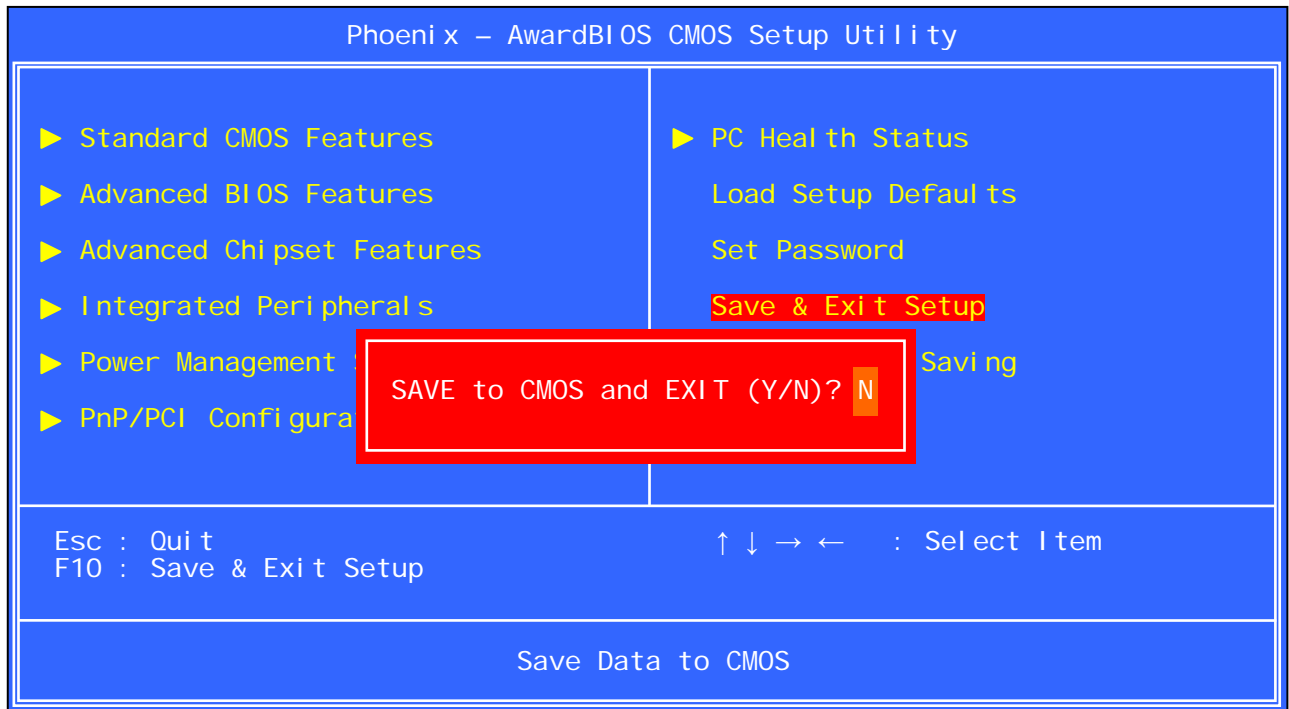 Phoenix – AwardBIOS CMOS Setup Utility
▶ Standard CMOS Features
▶ Advanced BIOS Features
▶ Advanced Chipset Features
▶ Integrated Peripherals
▶ Power Management
▶ PnP/PCI
▶ PC Health Status
Load Setup Defaults
Set Password
Save & Exit Setup
Saving
SAVE to CMOS and EXIT (Y/N)? N
Esc : Quit
F10 : Save & Exit Setup
↑ ↓ → ← : Select Item
Save Data to CMOS